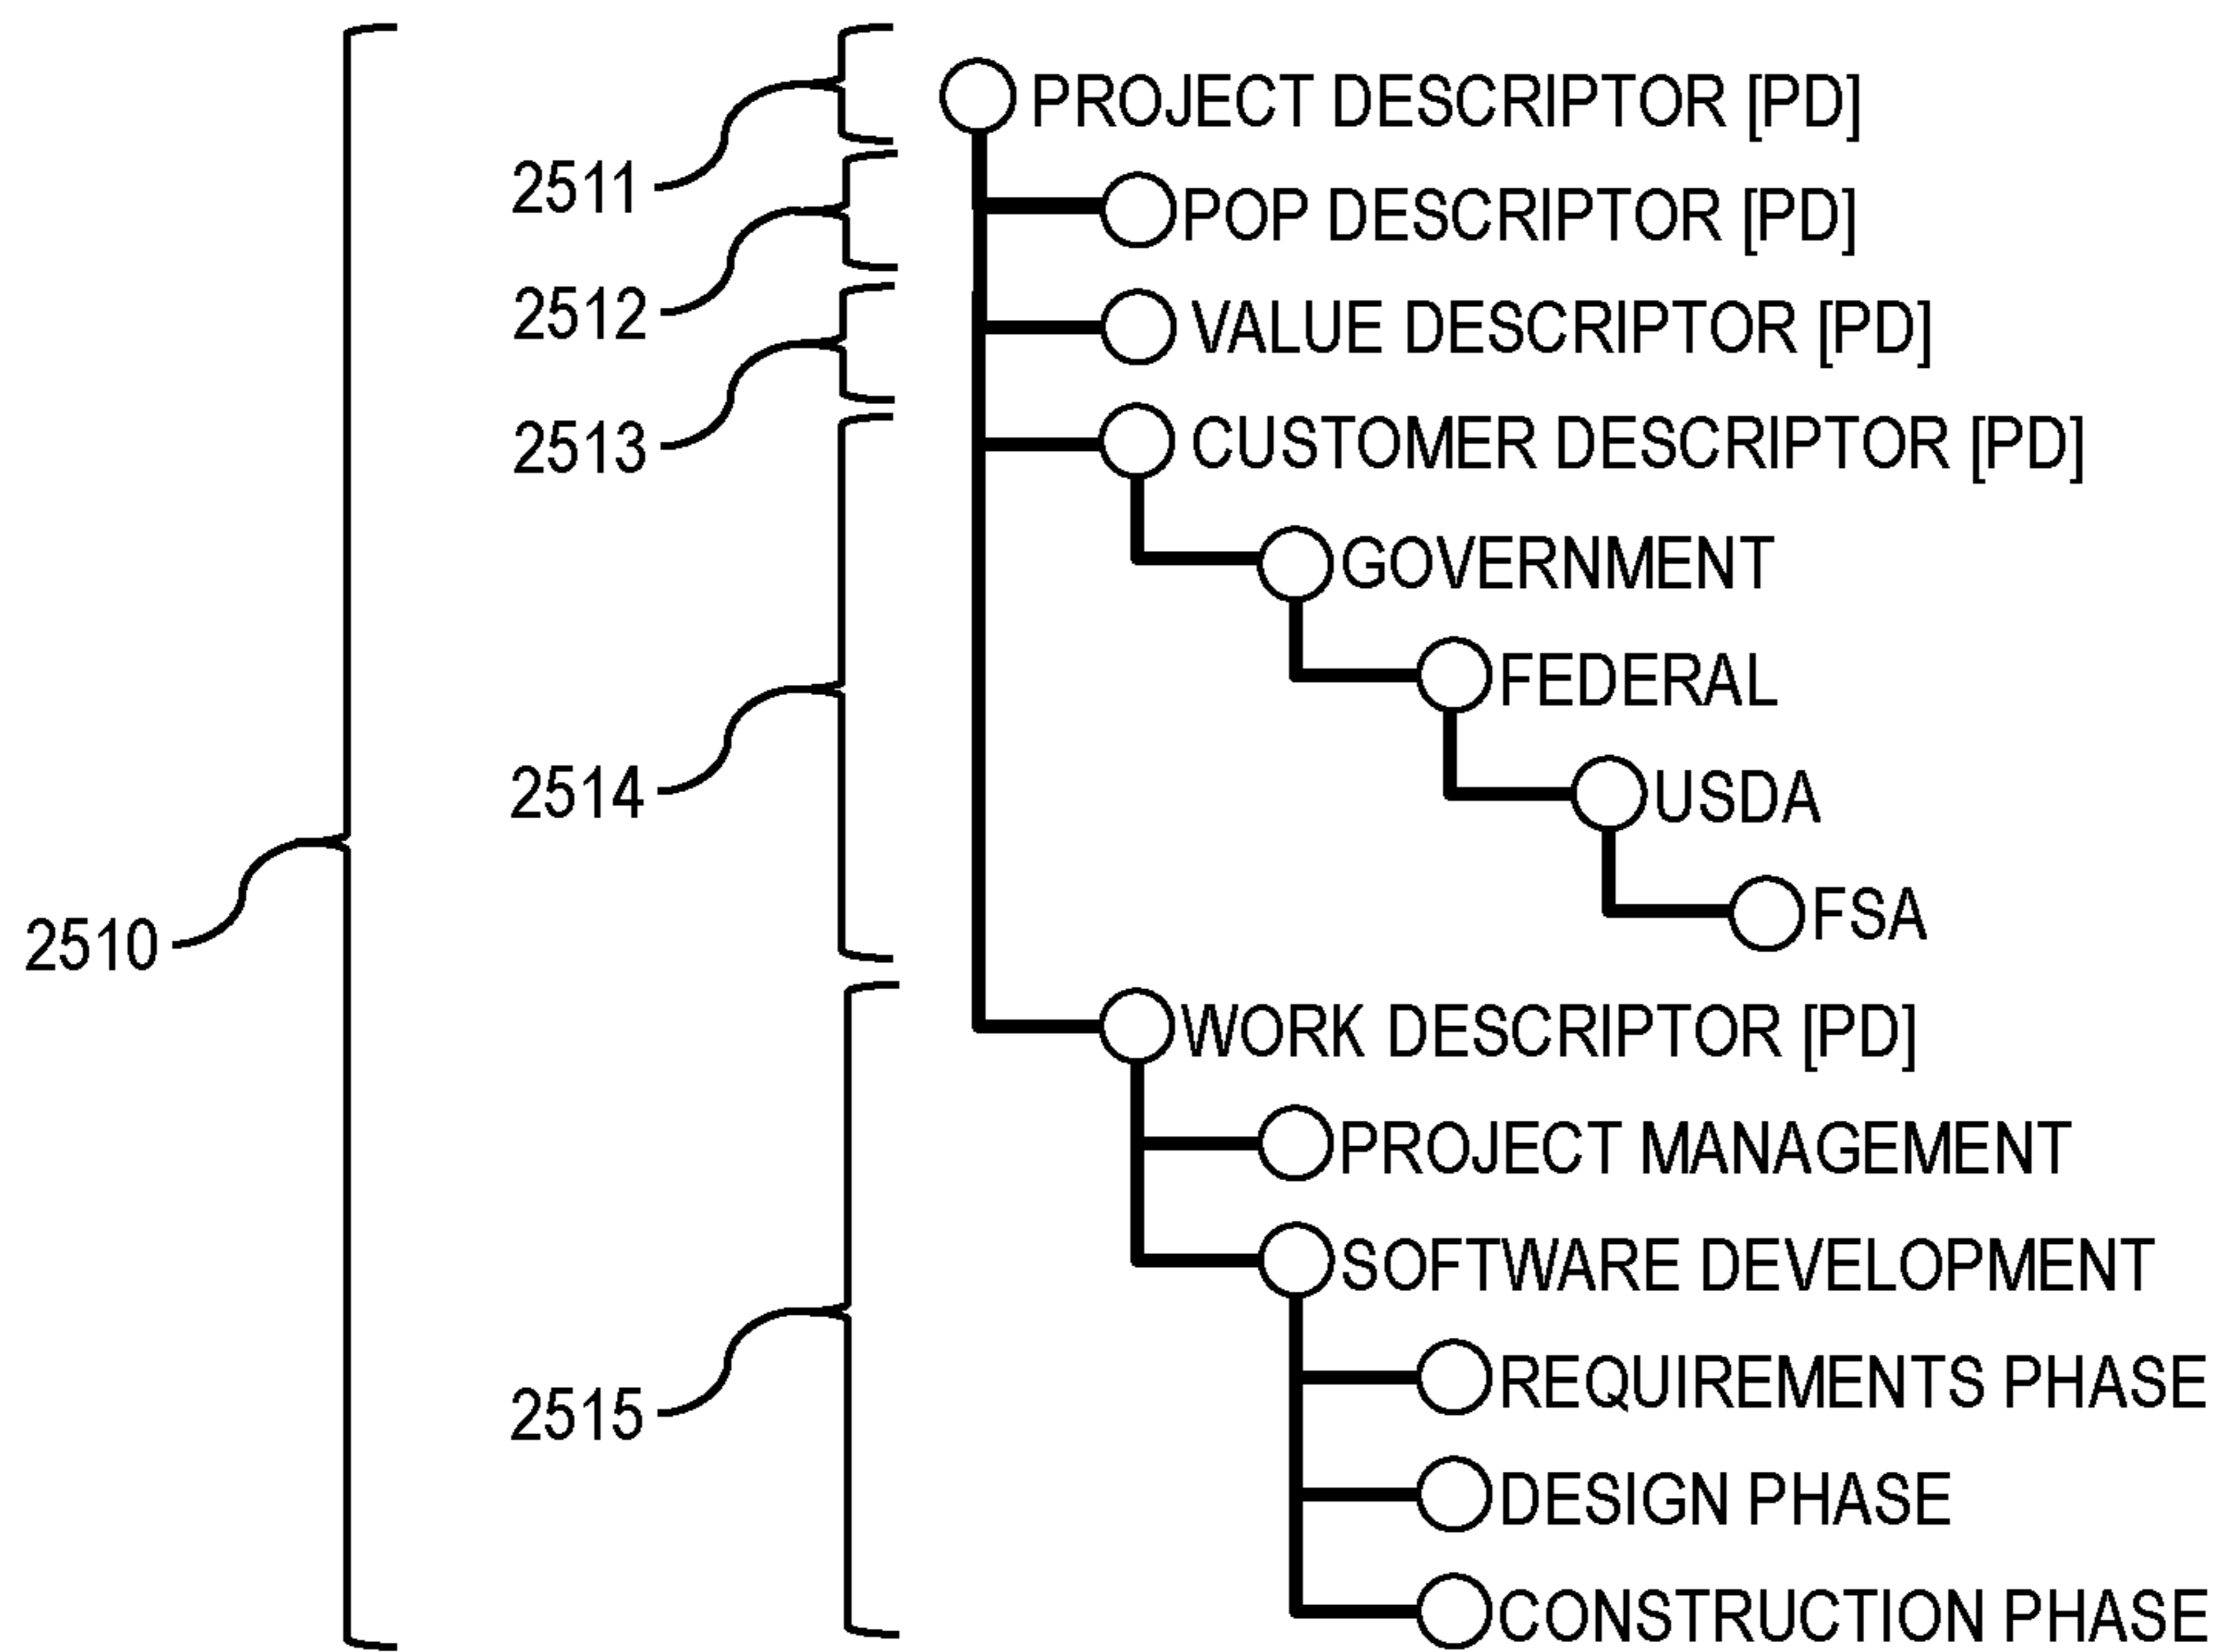 PROJECT DESCRIPTOR [PD]
2511
POP DESCRIPTOR [PD]
2512
VALUE DESCRIPTOR [PD]
2513
CUSTOMER DESCRIPTOR [PD]
GOVERNMENT
FEDERAL
2514
USDA
FSA
2510
WORK DESCRIPTOR [PD]
PROJECT MANAGEMENT
SOFTWARE DEVELOPMENT
REQUIREMENTS PHASE
2515
DESIGN PHASE
CONSTRUCTION PHASE